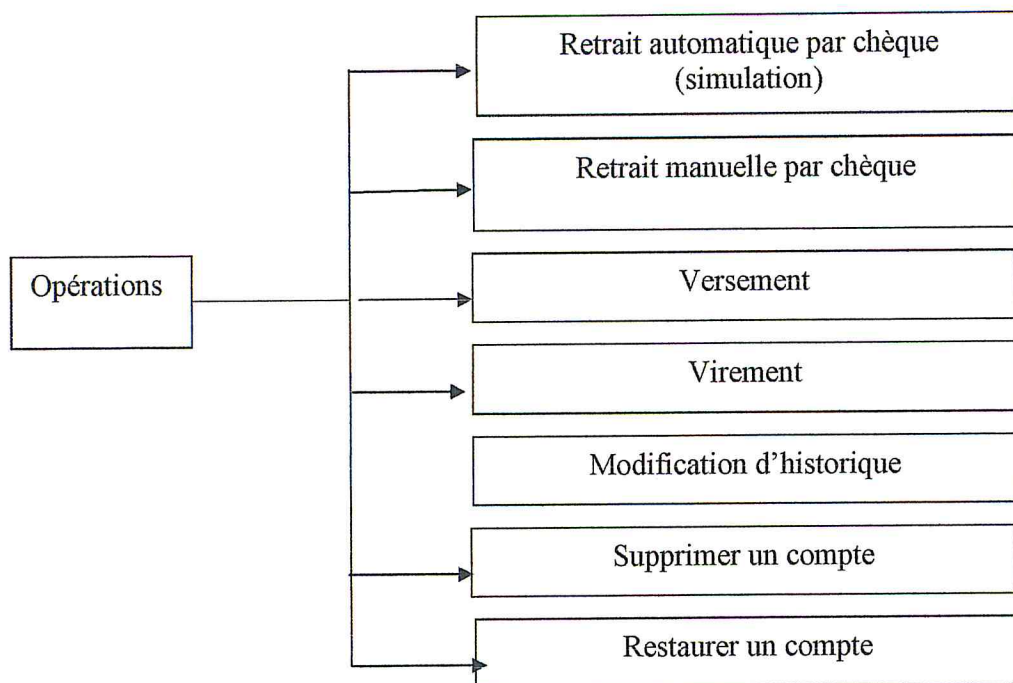 Retrait automatique par chèque
(simulation)
Retrait manuelle par chèque
Opérations
Versement
Virement
Modification d’historique
Supprimer un compte
Restaurer un compte